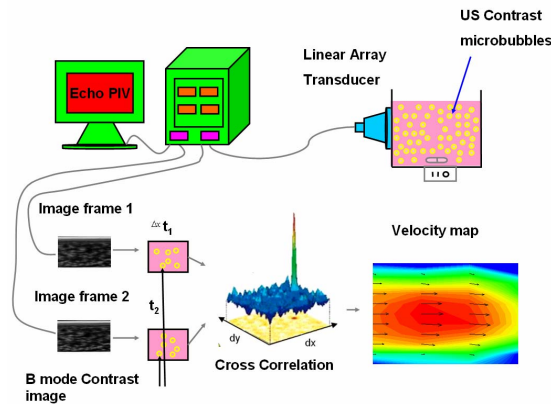 US Contrast
microbubbles
Linear Array
Transducer
Echo PIV
Image frame 1
Δx t1
Velocity map
Image frame 2
t2
dy
dx
Cross Correlation
B mode Contrast
image